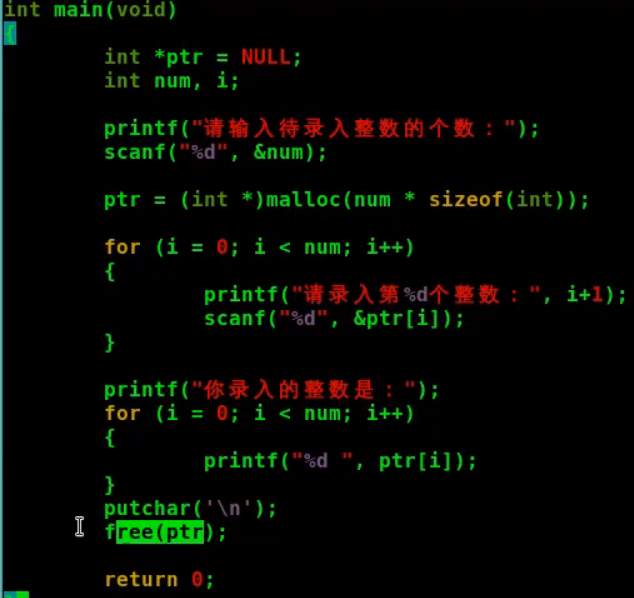 int main(void)
{
int *ptr = NULL;
int num, i;
printf("请输入待录入整数的个数：");
scanf("%d", &num);
ptr = (int *)malloc(num * sizeof(int));
for (i = 0; i < num; i++)
{
printf("请录入第%d个整数：", i+1);
scanf("%d", &ptr[i]);
}
printf("你录入的整数是：");
for (i = 0; i < num; i++)
{
printf("%d ", ptr[i]);
}
putchar('\n');
free(ptr);
return 0;
}